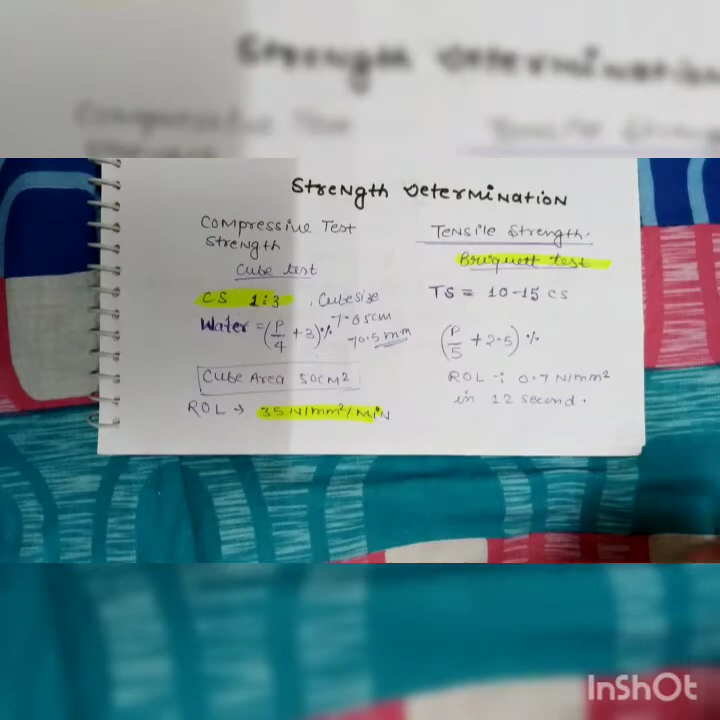 Strength Determination
Compressive Test
Strength
Cube test
CS 1:3 , Cube size
7.05cm
Water = (P/4 + 3)% 70.5 mm
Cube Area 50cm2
ROL → 35 N/mm2/MiN
Tensile Strength.
Briquett test
TS = 10-15 CS
(P/5 + 2.5) %
ROL -: 0.7 N/mm2
in 12 second.
InShOt